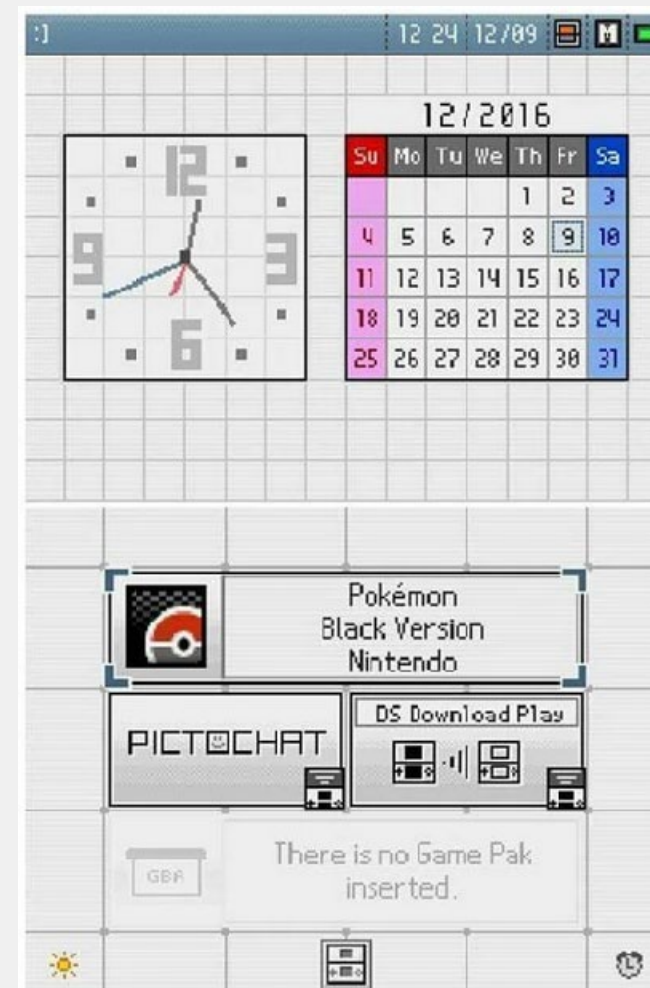 :]
12 24 12/09 M
12/2016
12
9 3
6
Su Mo Tu We Th Fr Sa
1 2 3
4 5 6 7 8 9 10
11 12 13 14 15 16 17
18 19 20 21 22 23 24
25 26 27 28 29 30 31
Pokémon
Black Version
Nintendo
PICTOCHAT
DS Download Play
GBA
There is no Game Pak
inserted.